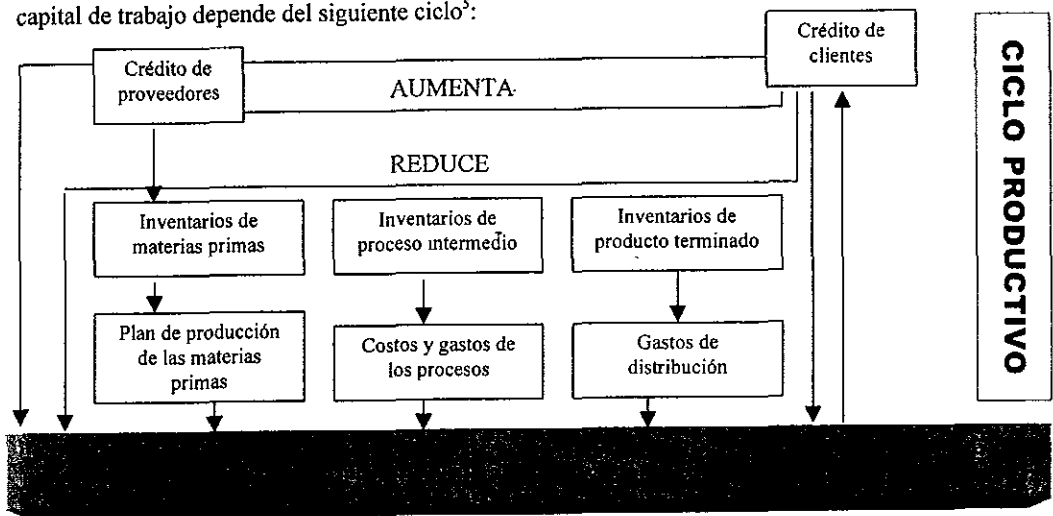 capital de trabajo depende del siguiente ciclo⁵:
Crédito de
proveedores
AUMENTA
Crédito de
clientes
REDUCE
Inventarios de
materias primas
Inventarios de
proceso intermedio
Inventarios de
producto terminado
Plan de producción
de las materias
primas
Costos y gastos de
los procesos
Gastos de
distribución
CICLO PRODUCTIVO